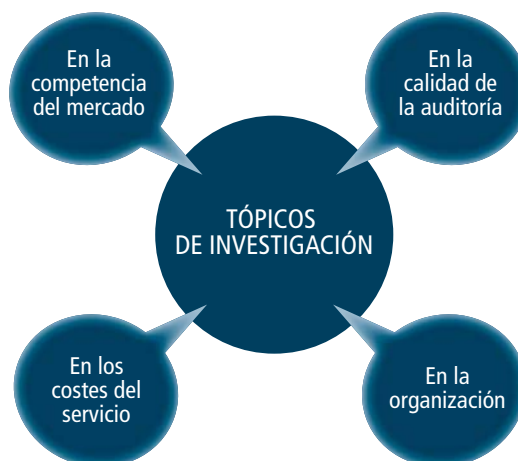 En la
competencia
del mercado
En la
calidad de
la auditoría
TÓPICOS
DE INVESTIGACIÓN
En los
costes del
servicio
En la
organización